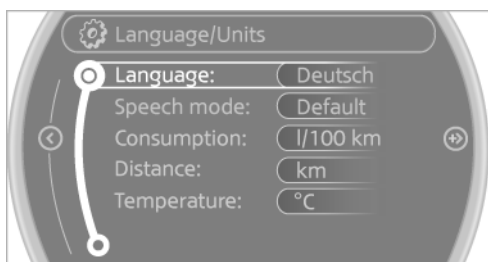 Language/Units
Language: Deutsch
Speech mode: Default
Consumption: l/100 km
Distance: km
Temperature: °C